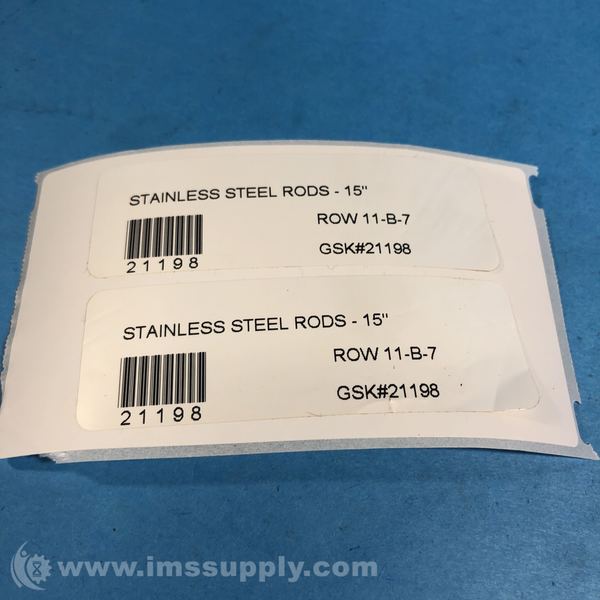 STAINLESS STEEL RODS - 15"
ROW 11-B-7
GSK#21198
21198
STAINLESS STEEL RODS - 15"
ROW 11-B-7
GSK#21198
21198
www.imssupply.com